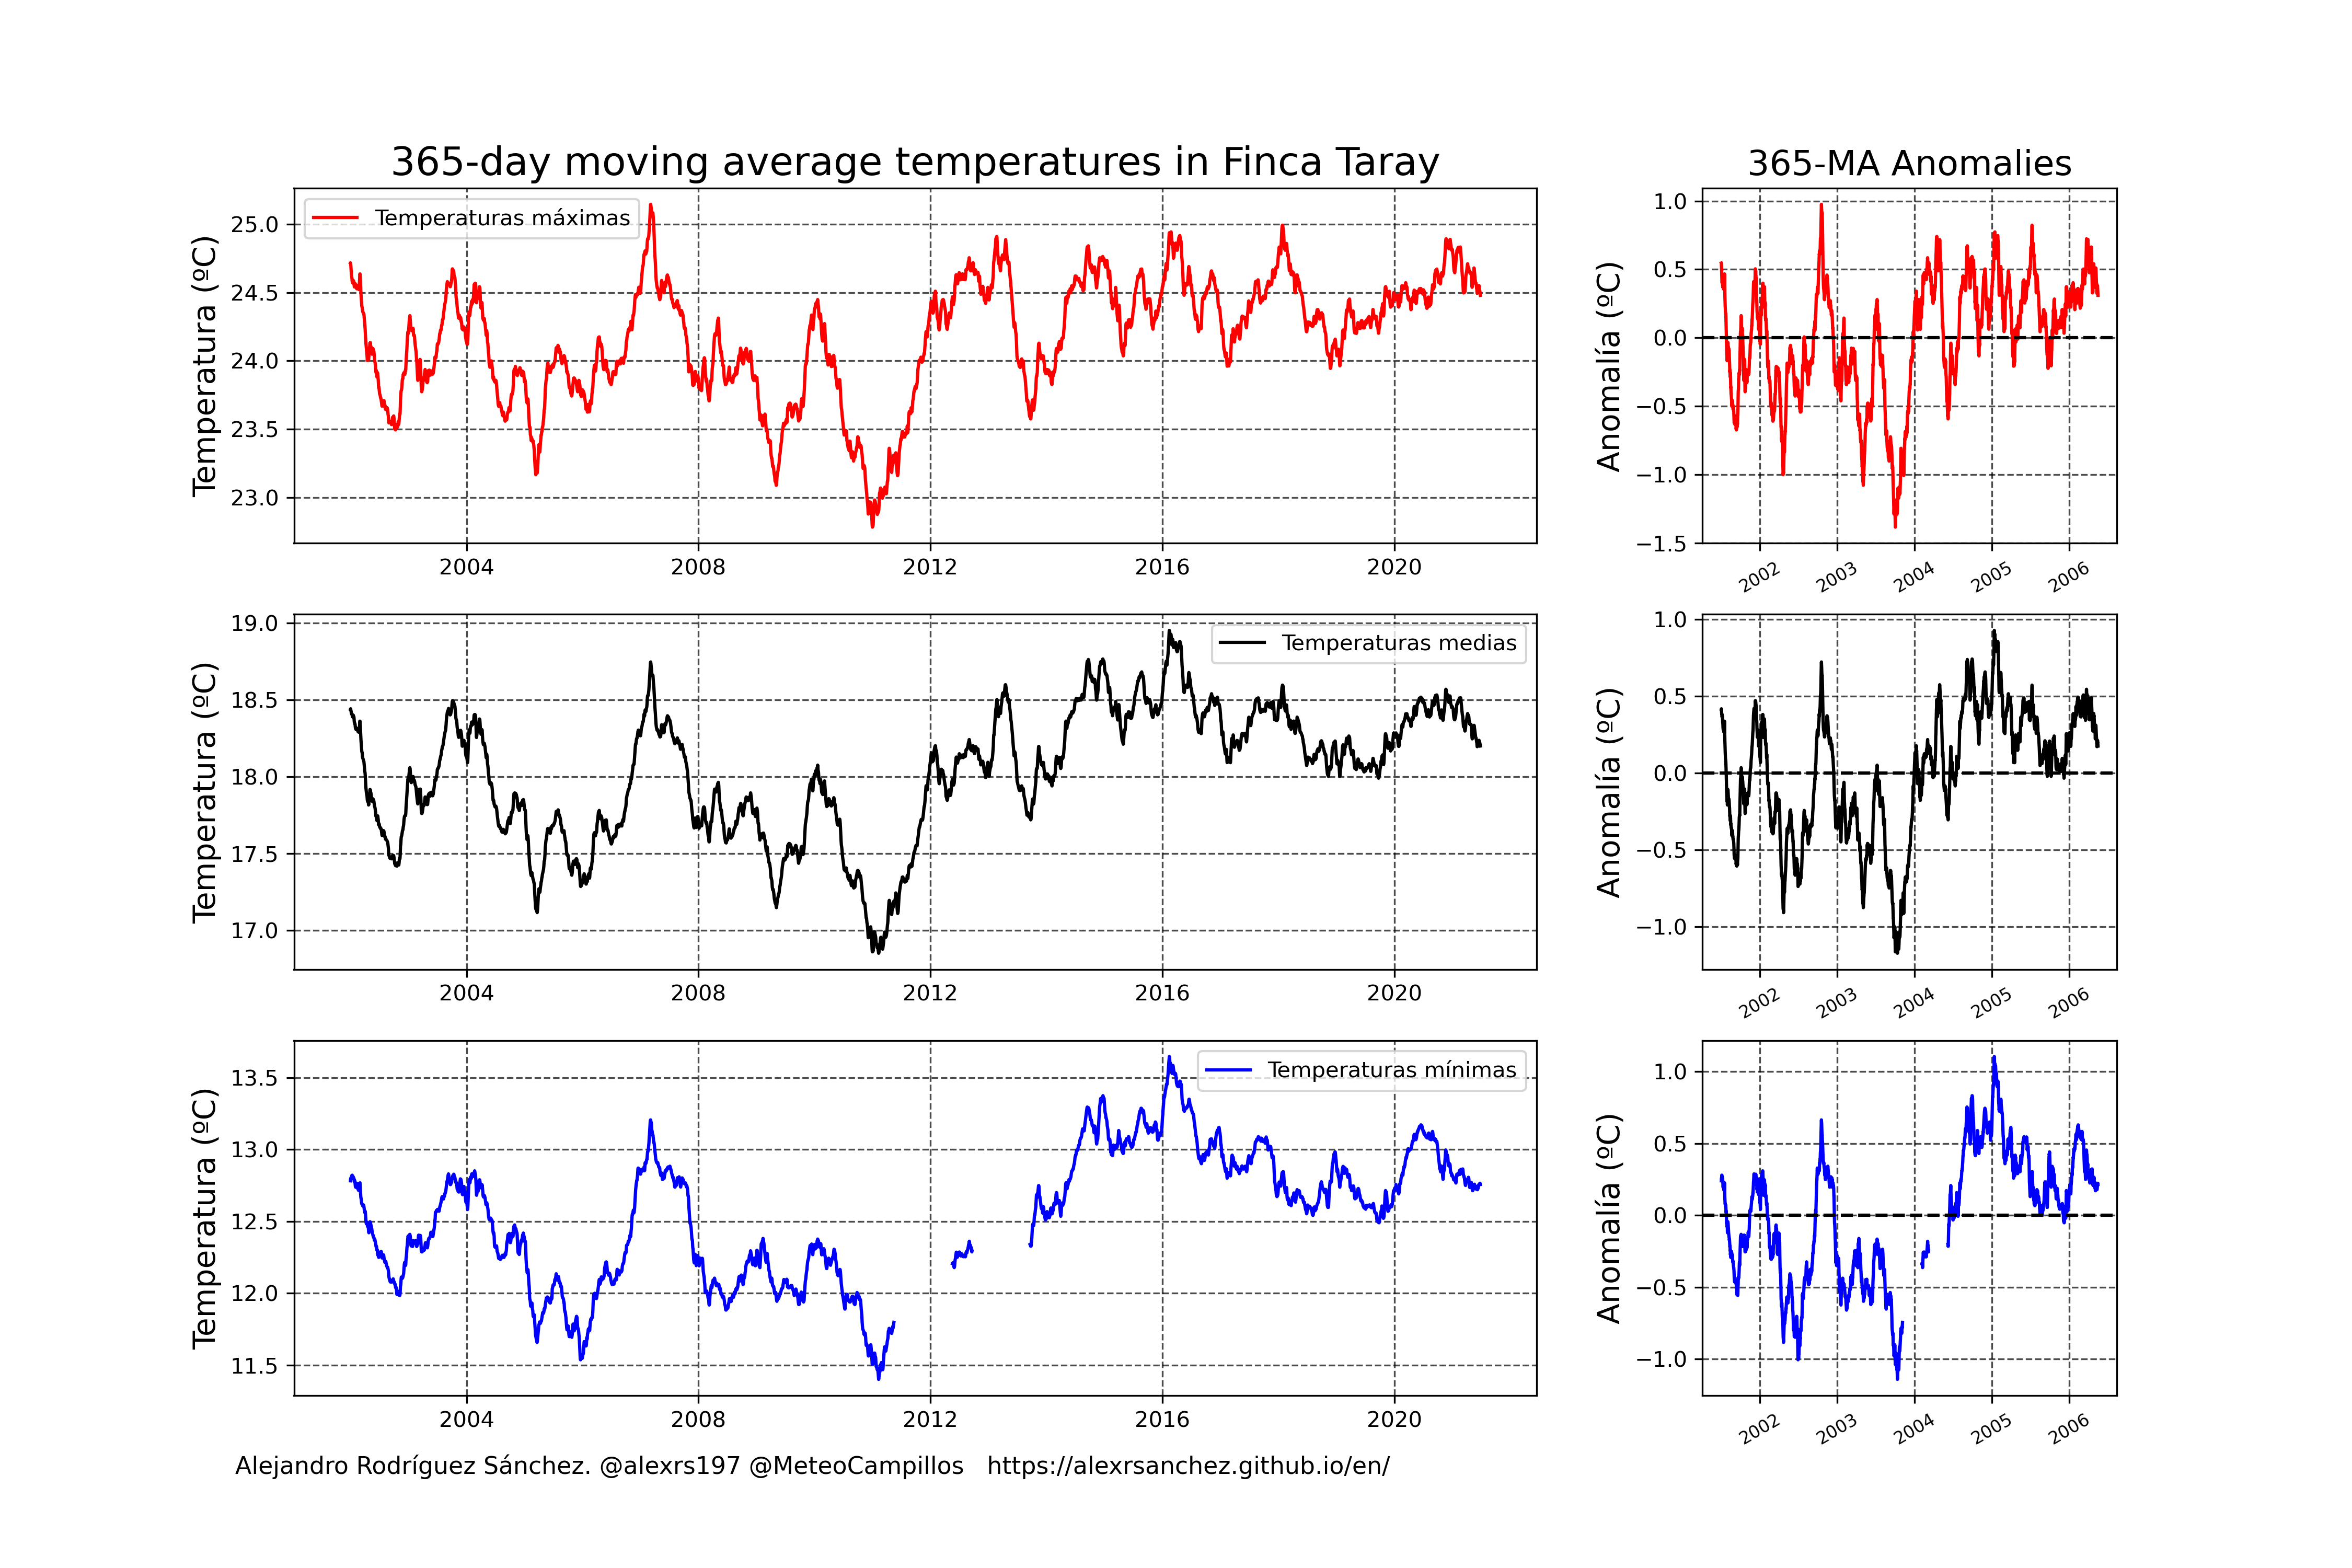 365-day moving average temperatures in Finca Taray
365-MA Anomalies
Temperatura (ºC)
25.0
24.5
24.0
23.5
23.0
Temperaturas máximas
2004 2008 2012 2016 2020
Anomalía (ºC)
1.0
0.5
0.0
−0.5
−1.0
−1.5
2002 2003 2004 2005 2006
Temperatura (ºC)
19.0
18.5
18.0
17.5
17.0
Temperaturas medias
2004 2008 2012 2016 2020
Anomalía (ºC)
1.0
0.5
0.0
−0.5
−1.0
2002 2003 2004 2005 2006
Temperatura (ºC)
13.5
13.0
12.5
12.0
11.5
Temperaturas mínimas
2004 2008 2012 2016 2020
Anomalía (ºC)
1.0
0.5
0.0
−0.5
−1.0
2002 2003 2004 2005 2006
Alejandro Rodríguez Sánchez. @alexrs197 @MeteoCampillos https://alexrsanchez.github.io/en/